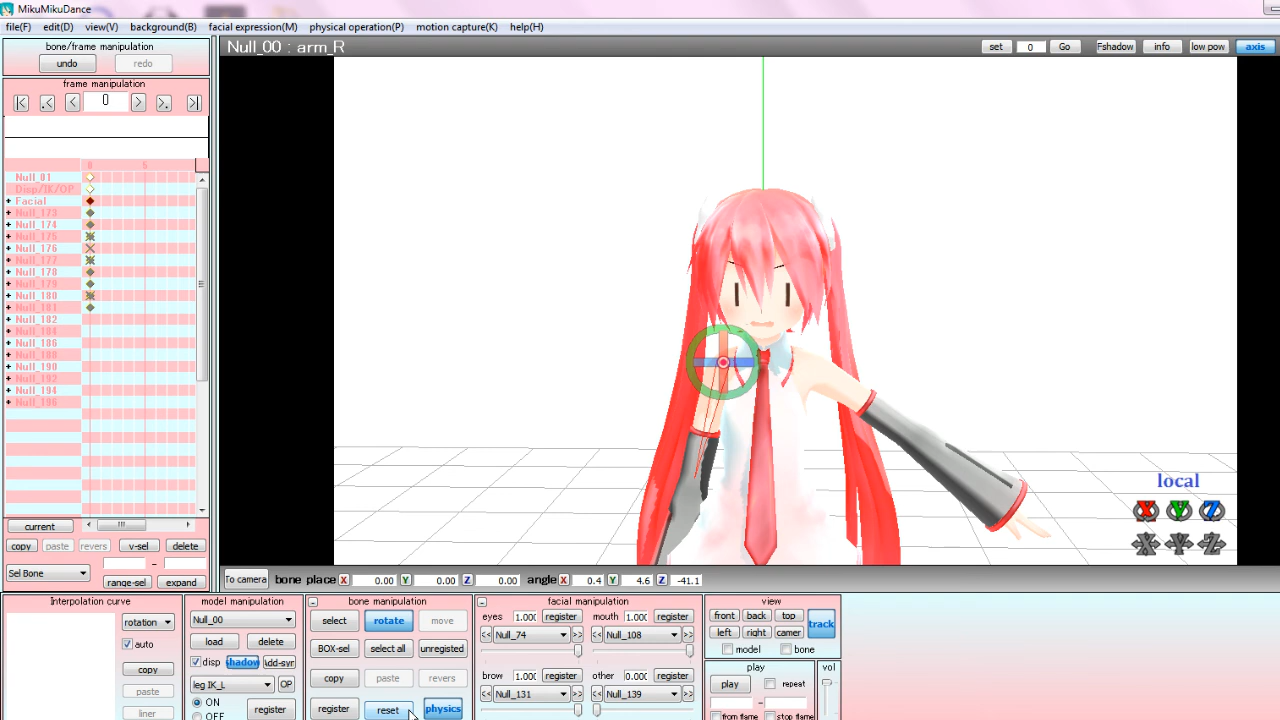 MikuMikuDance
file(F) edit(D) view(V) background(B) facial expression(M) physical operation(P) motion capture(K) help(H)
bone/frame manipulation
undo redo
frame manipulation
|< .< < 0 > >. >|
0 5
Null_01
Disp/IK/OP
Facial
Null_173
Null_174
Null_175
Null_176
Null_177
Null_178
Null_179
Null_180
Null_181
Null_182
Null_184
Null_186
Null_188
Null_190
Null_192
Null_194
Null_196
current
copy paste revers v-sel delete
Sel Bone - range-sel expand
Null_00 : arm_R
set 0 Go Fshadow info low pow axis
local
X Y Z
X Y Z
To camera bone place X 0.00 Y 0.00 Z 0.00 angle X 0.4 Y 4.6 Z -41.1
Interpolation curve
rotation
auto
copy
paste
liner
model manipulation
Null_00
load delete
disp shadow
leg IK_L OP
ON
OFF register
bone manipulation
select rotate move
BOX-sel select all unregistered
copy paste revers
register reset physics
facial manipulation
eyes 1.000 register mouth 1.000 register
<< Null_74 >> << Null_108 >>
brow 1.000 register other 0.000 register
<< Null_131 >> << Null_139 >>
view
front back top
left right camer track
model bone
play
play repeat
-
from flame stop flame
vol